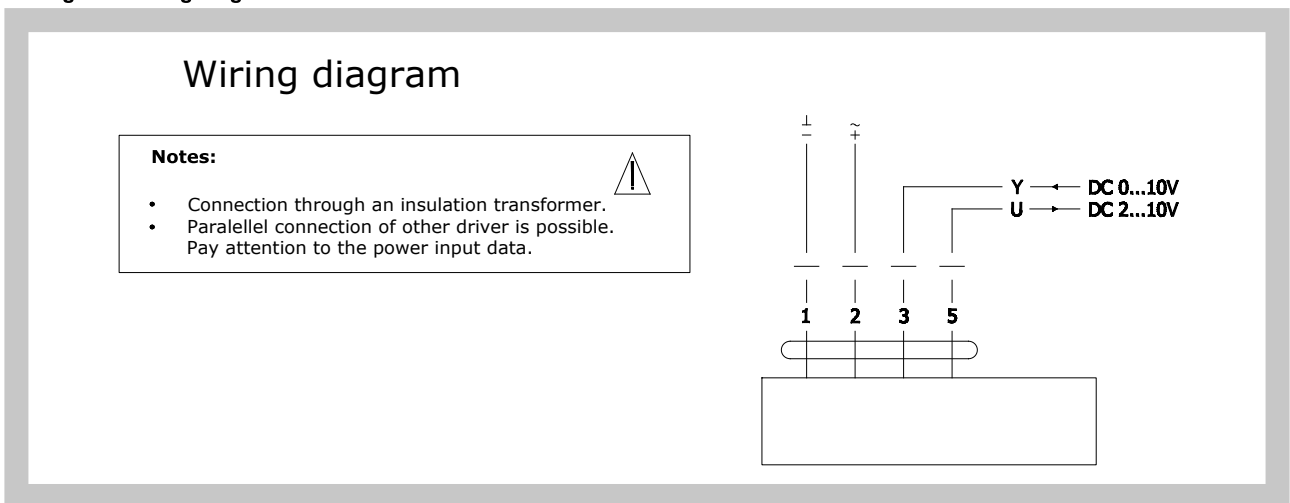 Wiring diagram
Notes:
• Connection through an insulation transformer.
• Paralellel connection of other driver is possible.
Pay attention to the power input data.
⊥ ~
− +
Y DC 0...10V
U DC 2...10V
1 2 3 5